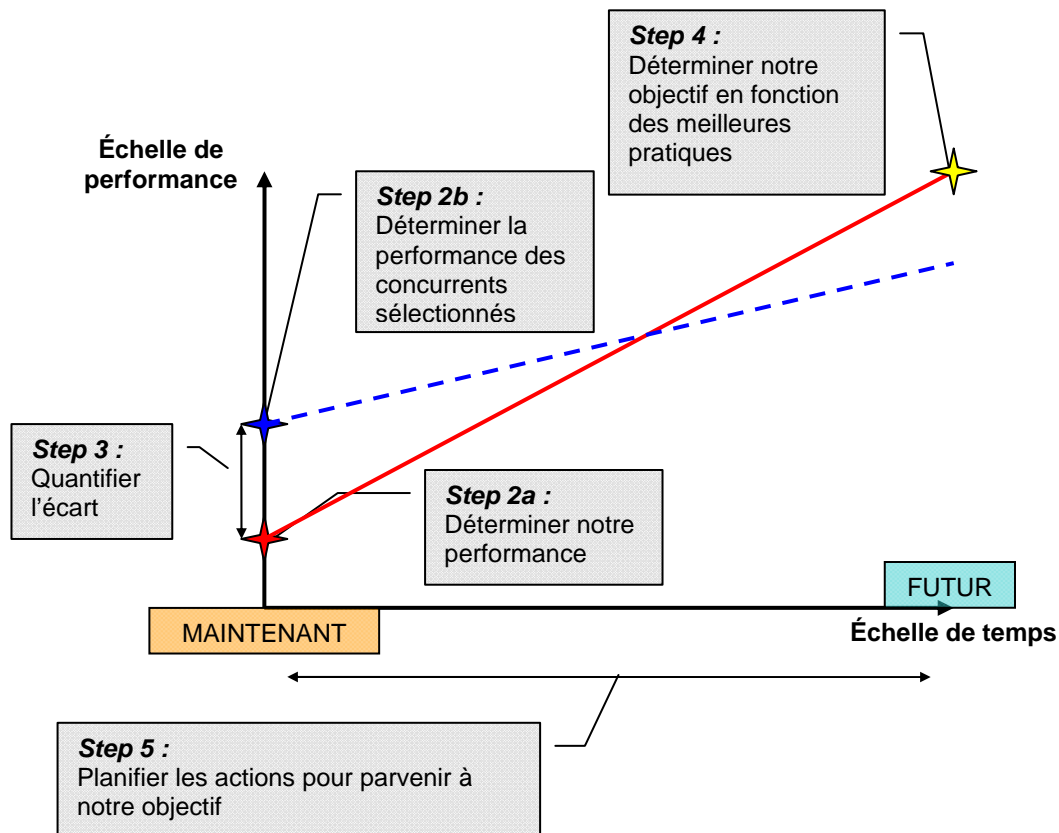 Step 4 :
Déterminer notre
objectif en fonction
des meilleures
pratiques
Échelle de
performance
Step 2b :
Déterminer la
performance des
concurrents
sélectionnés
Step 3 :
Quantifier
l'écart
Step 2a :
Déterminer notre
performance
FUTUR
MAINTENANT
Échelle de temps
Step 5 :
Planifier les actions pour parvenir à
notre objectif